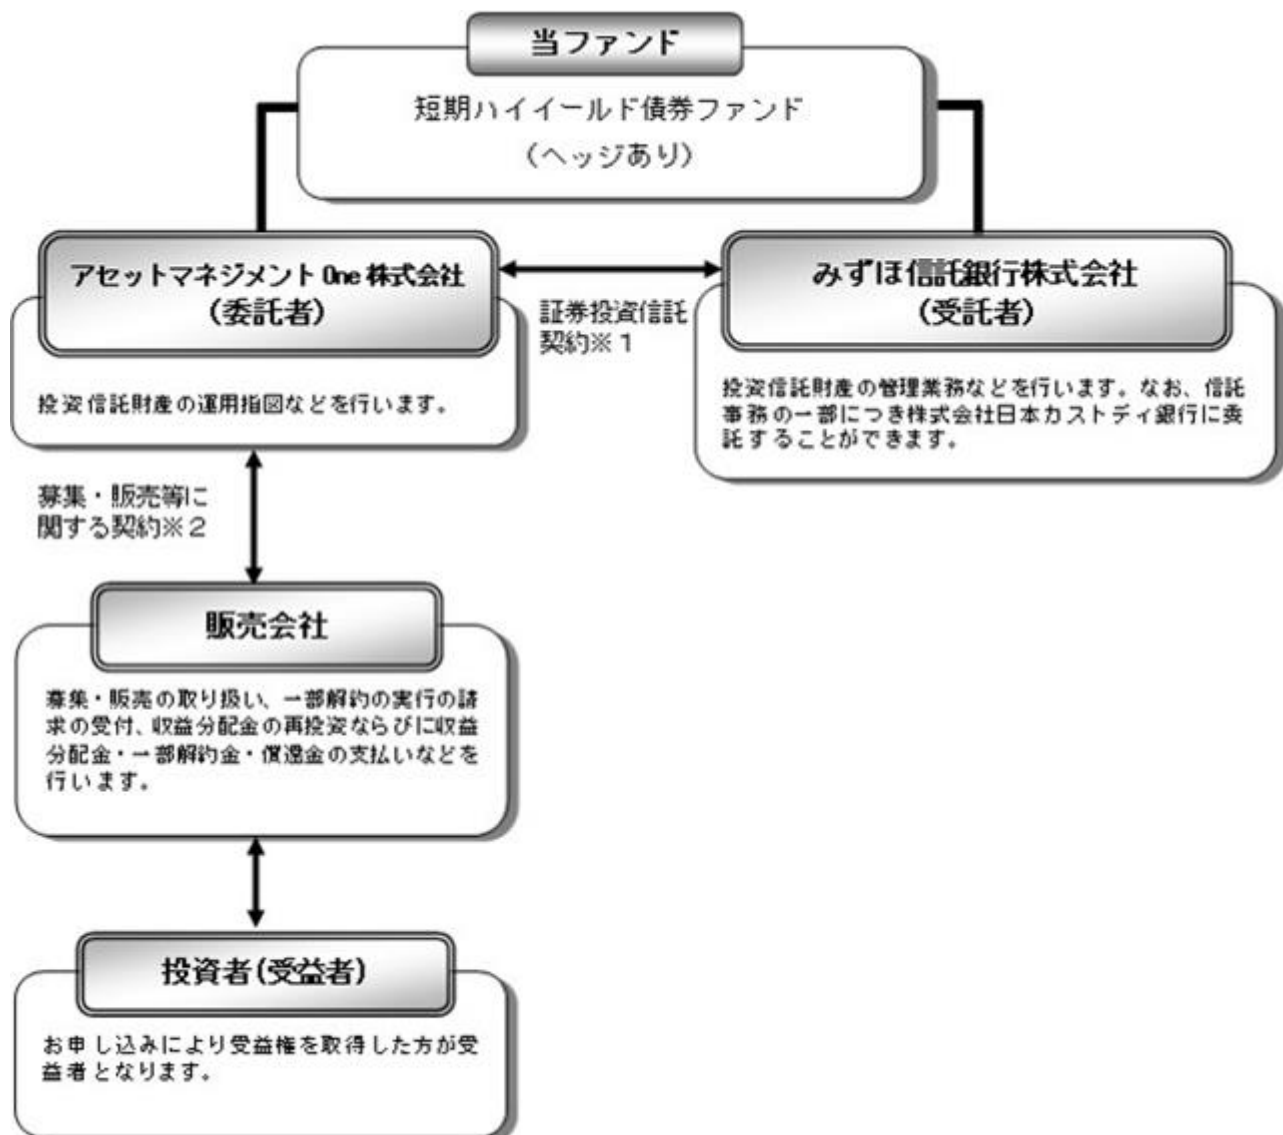 当ファンド
短期ハイイールド債券ファンド
(ヘッジあり)
アセットマネジメントOne 株式会社
(委託者)
投資信託財産の運用指図などを行います。
証券投資信託
契約※1
みずほ信託銀行株式会社
(受託者)
投資信託財産の管理業務などを行います。なお、信託
事務の一部につき株式会社日本カストディ銀行に委
託することができます。
募集・販売等に
関する契約※2
販売会社
募集・販売の取り扱い、一部解約の実行の請
求の受付、収益分配金の再投資ならびに収益
分配金・一部解約金・償還金の支払いなどを
行います。
投資者(受益者)
お申し込みにより受益権を取得した方が受
益者となります。